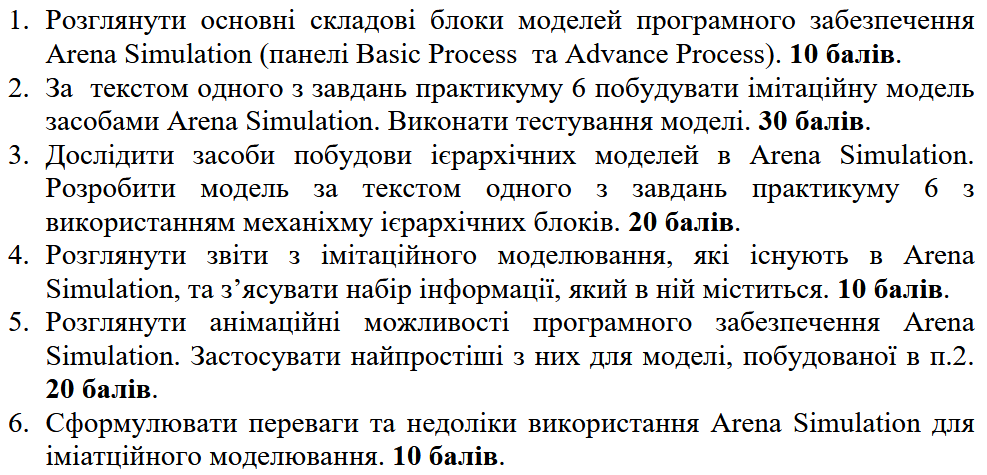 1. Розглянути основні складові блоки моделей програмного забезпечення
Arena Simulation (панелі Basic Process та Advance Process). 10 балів.
2. За текстом одного з завдань практикуму 6 побудувати імітаційну модель
засобами Arena Simulation. Виконати тестування моделі. 30 балів.
3. Дослідити засоби побудови ієрархічних моделей в Arena Simulation.
Розробити модель за текстом одного з завдань практикуму 6 з
використанням механіхму ієрархічних блоків. 20 балів.
4. Розглянути звіти з імітаційного моделювання, які існують в Arena
Simulation, та з’ясувати набір інформації, який в ній міститься. 10 балів.
5. Розглянути анімаційні можливості програмного забезпечення Arena
Simulation. Застосувати найпростіші з них для моделі, побудованої в п.2.
20 балів.
6. Сформулювати переваги та недоліки використання Arena Simulation для
іміатційного моделювання. 10 балів.